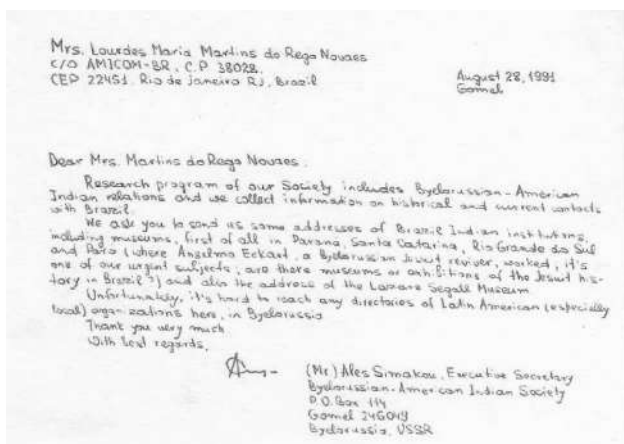 Mrs. Lourdes Maria Martins do Rego Novaes
C/O AMICOM-BR, C.P. 38028,
CEP 22451, Rio de Janeiro RJ, Brazil
August 28, 1991
Gomel
Dear Mrs. Martins do Rego Novaes,
Research program of our Society includes Byelorussian-American
Indian relations and we collect information on historical and current contacts
with Brazil.
We ask you to send us some addresses of Brazil Indian institutions,
including museums, first of all in Parana, Santa Catarina, Rio Grande do Sul
and Para (where Anselmo Eckart, a Byelorussian Jesuit, worked, it's
one of our urgent subjects, are there museums or exhibitions of the Jesuit his-
tory in Brazil?) and also the address of the Lasare Segall Museum
Unfortunately, it's hard to reach any directories of Latin American (especially
local) organizations here, in Byelorussia
Thank you very much
With best regards,
(Mr) Ales Simakou, Executive Secretary
Byelorussian-American Indian Society
P.O. Box 114
Gomel 246049
Byelorussia, USSR